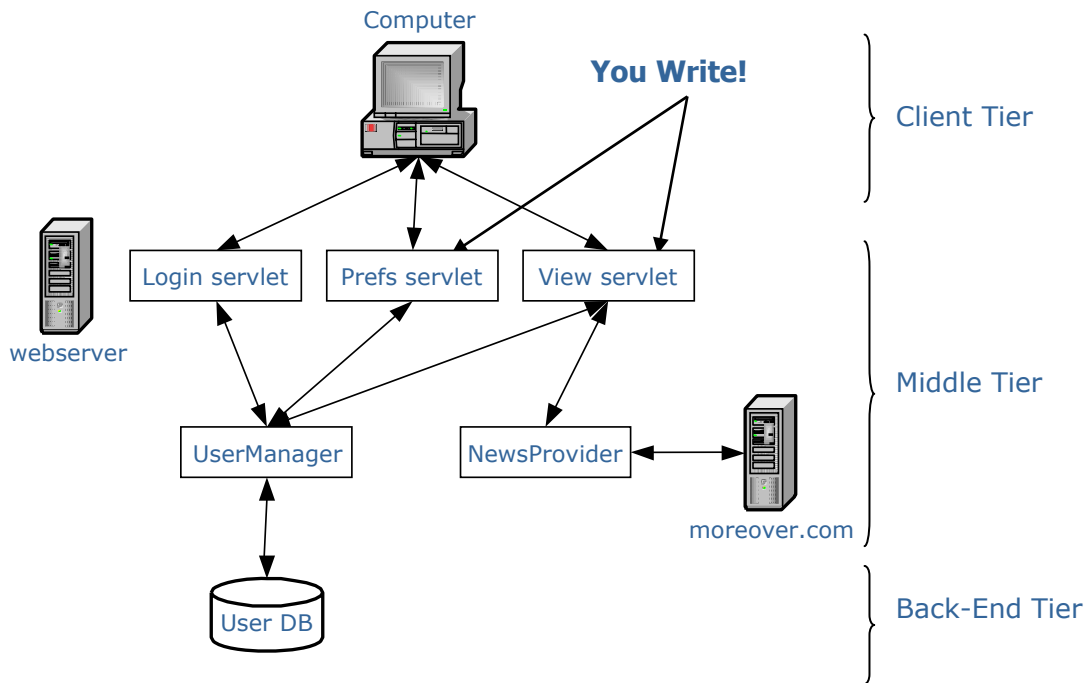 Computer
You Write!
Client Tier
Login servlet
Prefs servlet
View servlet
webserver
Middle Tier
UserManager
NewsProvider
moreover.com
User DB
Back-End Tier